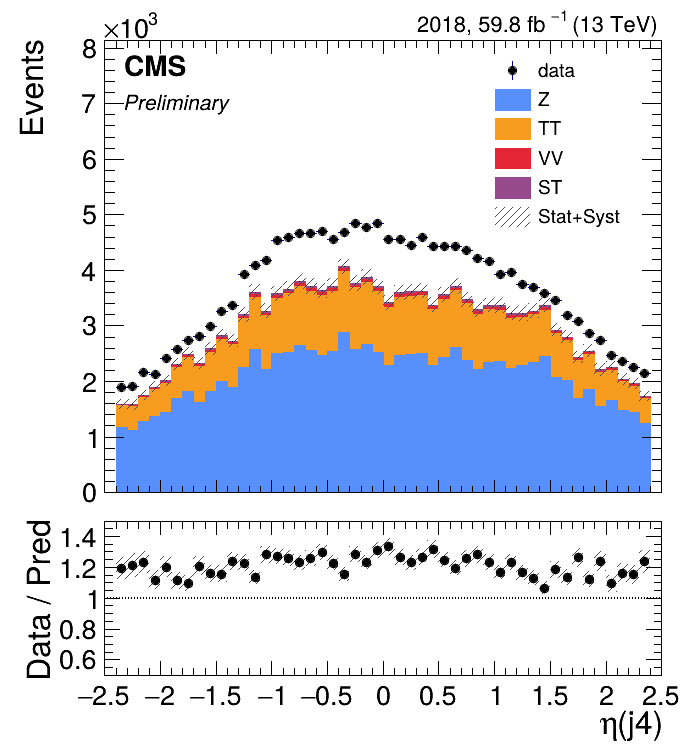 ×10³
2018, 59.8 fb⁻¹ (13 TeV)
Events
8
7
6
5
4
3
2
1
0
CMS
Preliminary
data
Z
TT
VV
ST
Stat+Syst
Data / Pred
1.4
1.2
1
0.8
0.6
−2.5 −2 −1.5 −1 −0.5 0 0.5 1 1.5 2 2.5
η(j4)